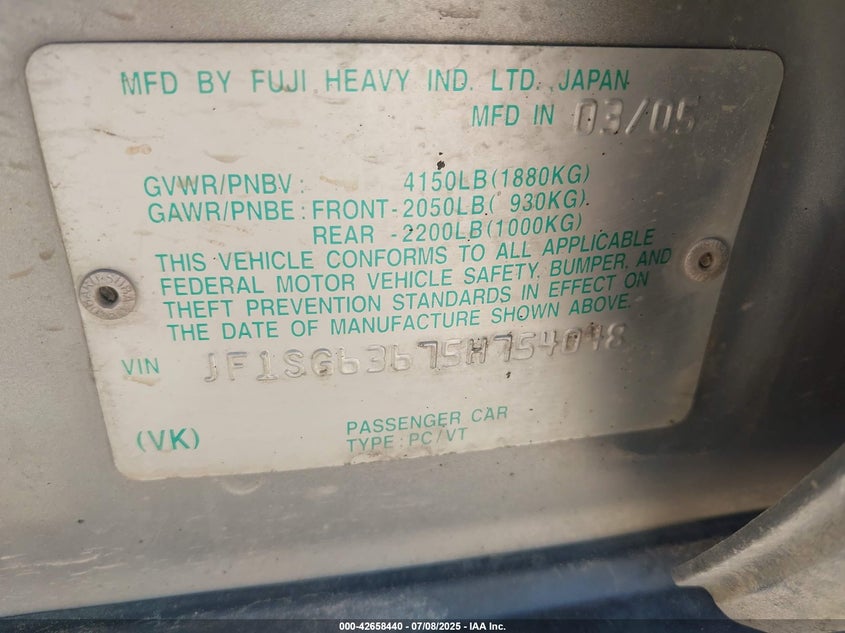 MFD BY FUJI HEAVY IND. LTD. JAPAN
MFD IN 03/05
GVWR/PNBV : 4150LB(1880KG)
GAWR/PNBE : FRONT-2050LB( 930KG)
REAR -2200LB(1000KG)
THIS VEHICLE CONFORMS TO ALL APPLICABLE
FEDERAL MOTOR VEHICLE SAFETY, BUMPER, AND
THEFT PREVENTION STANDARDS IN EFFECT ON
THE DATE OF MANUFACTURE SHOWN ABOVE.
VIN JF1SG63675H754048
(VK)
PASSENGER CAR
TYPE : PC/VT
000-42658440 - 07/08/2025 - IAA Inc.